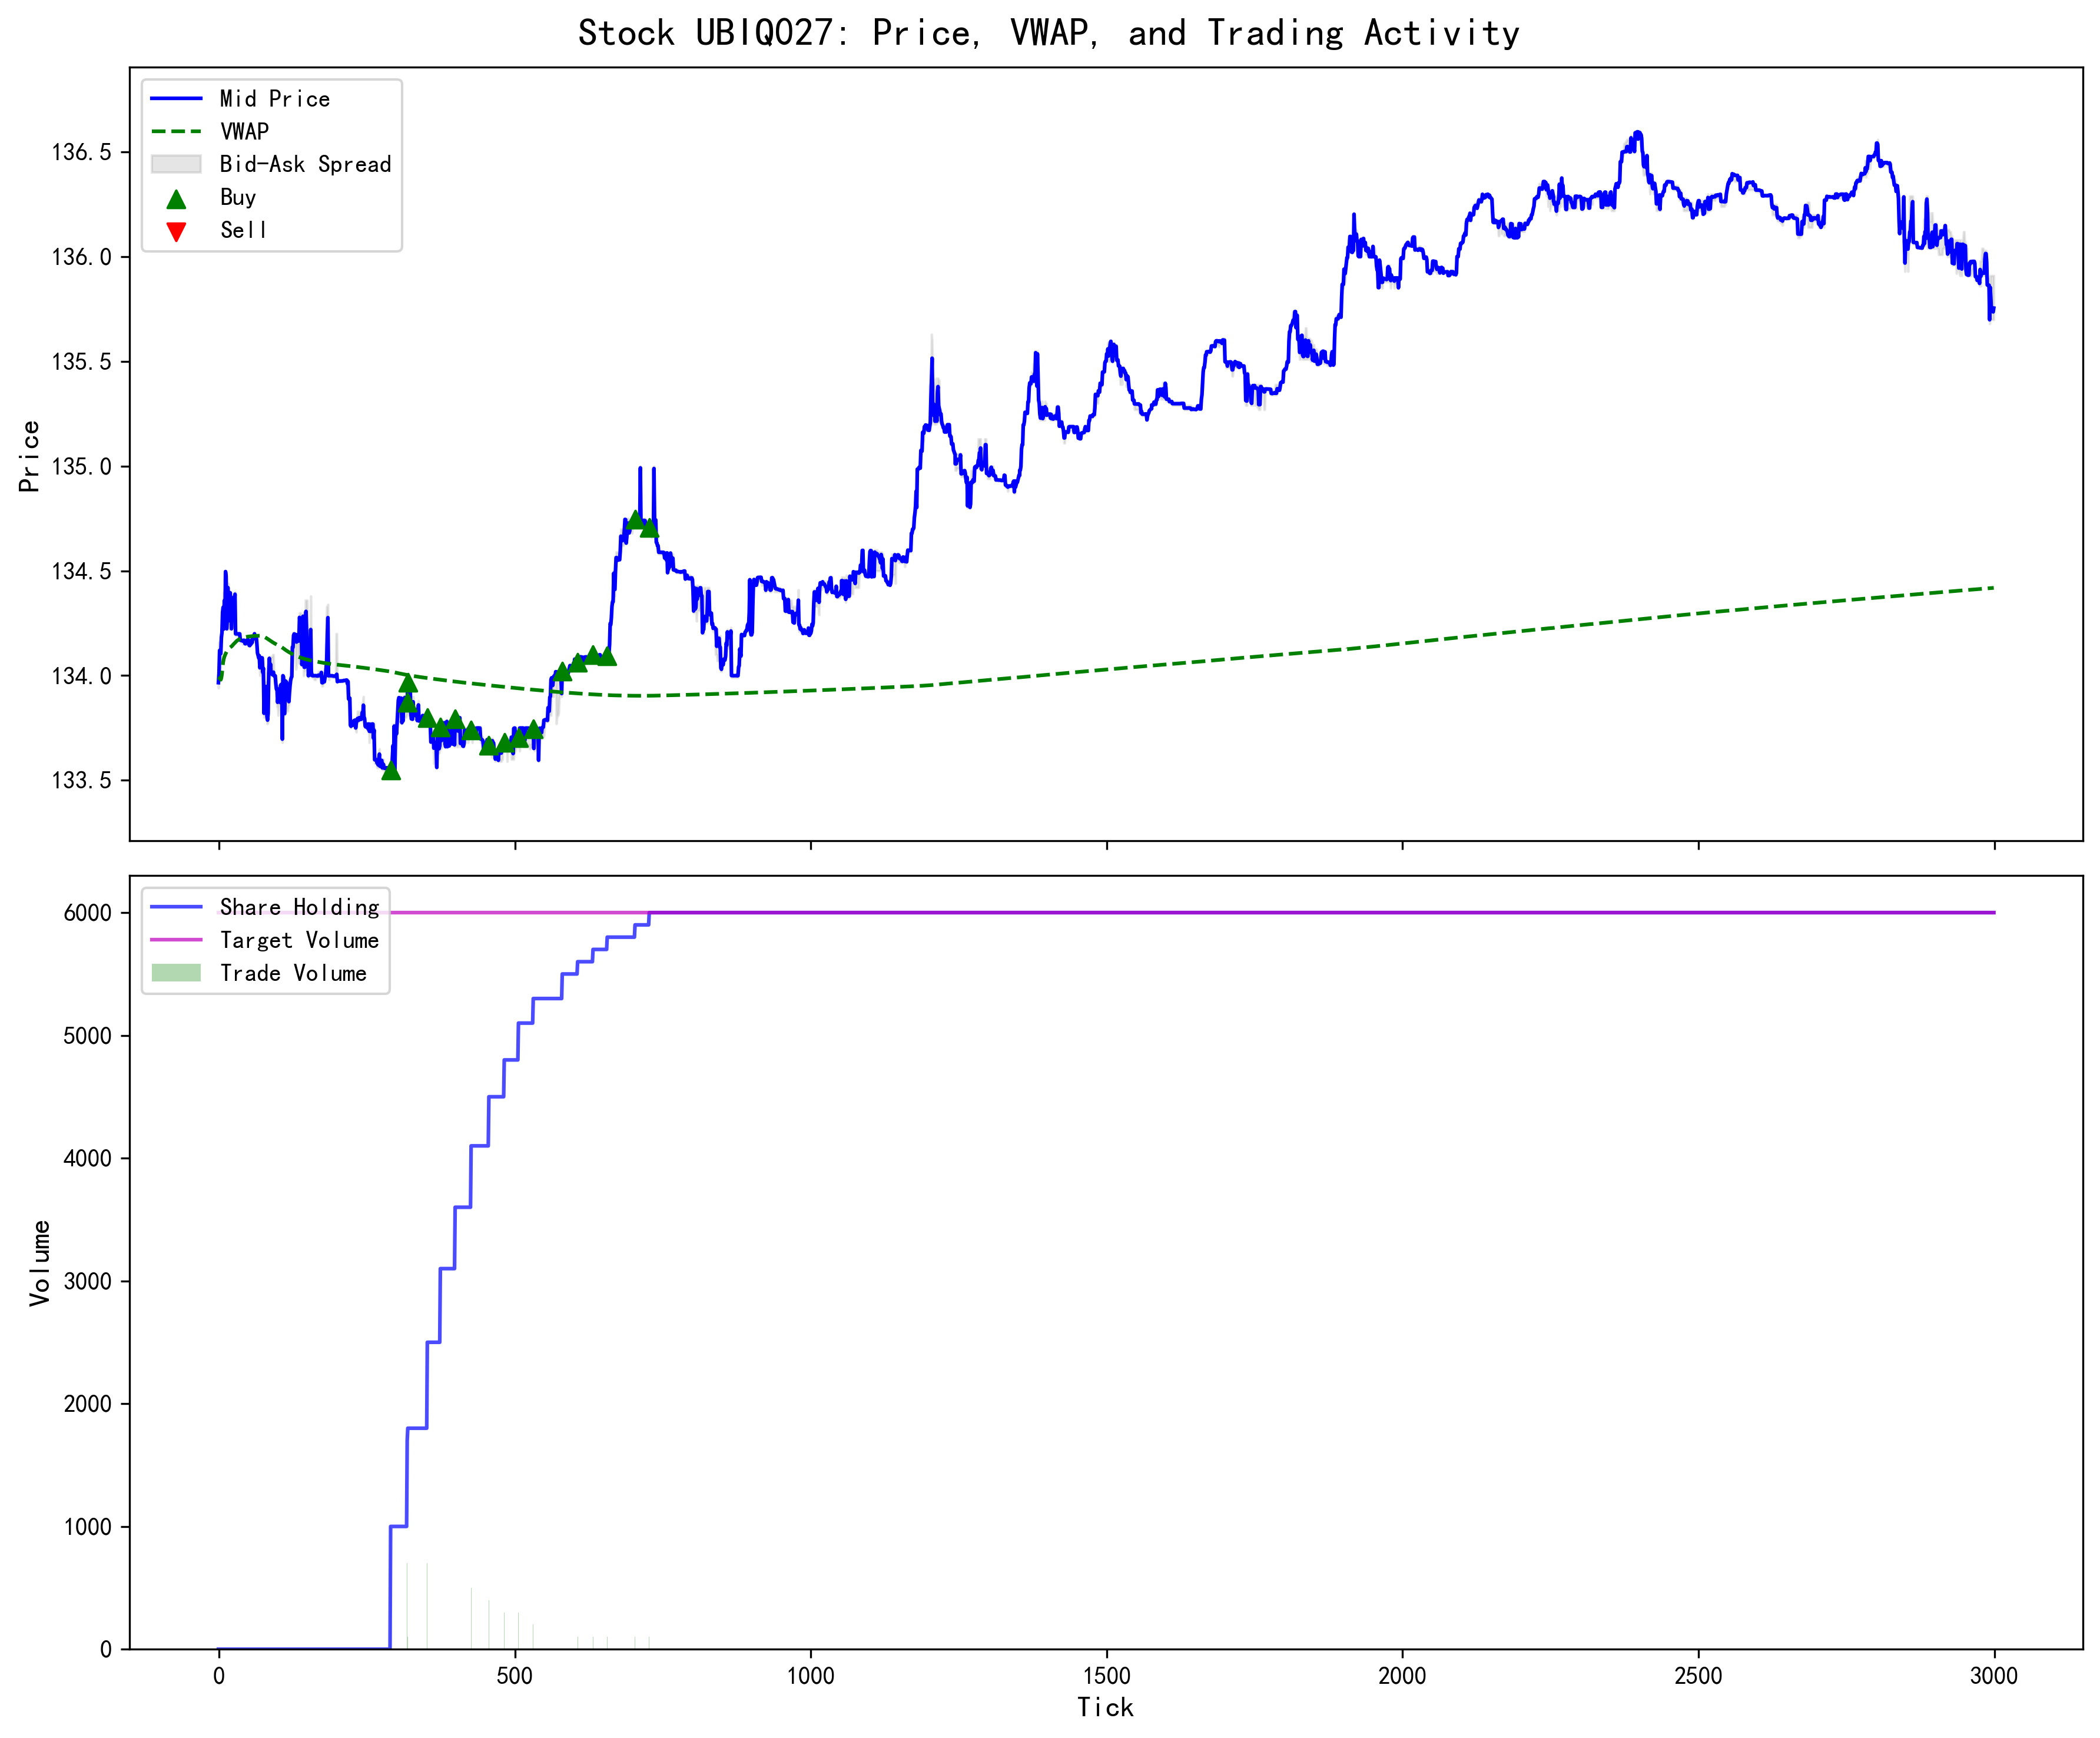 Stock UBIQ027: Price, VWAP, and Trading Activity
Mid Price
VWAP
Bid-Ask Spread
Buy
Sell
136.5
136.0
135.5
135.0
134.5
134.0
133.5
Price
Share Holding
Target Volume
Trade Volume
6000
5000
4000
3000
2000
1000
0
Volume
0
500
1000
1500
2000
2500
3000
Tick